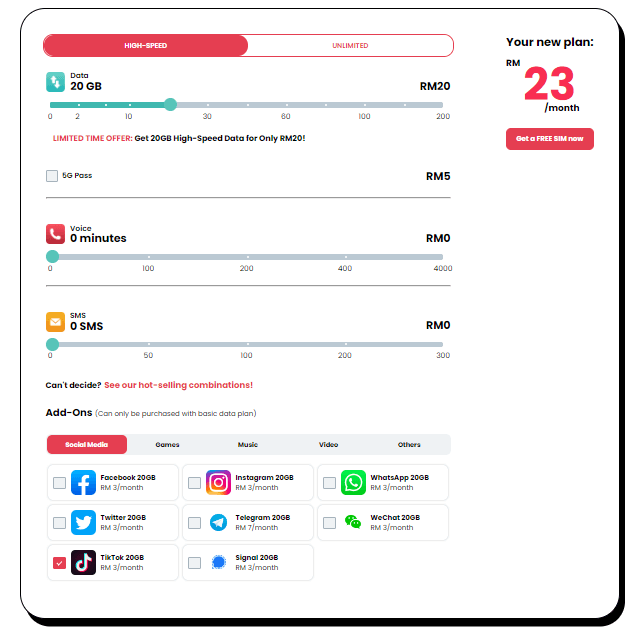 HIGH-SPEED
UNLIMITED
Your new plan:
RM
23
/month
Get a FREE SIM now
Data
20 GB
RM20
0 2 10 30 60 100 200
LIMITED TIME OFFER: Get 20GB High-Speed Data for Only RM20!
5G Pass
RM5
Voice
0 minutes
RM0
0 100 200 400 4000
SMS
0 SMS
RM0
0 50 100 200 300
Can't decide? See our hot-selling combinations!
Add-Ons (Can only be purchased with basic data plan)
Social Media Games Music Video Others
Facebook 20GB
RM 3/month
Instagram 20GB
RM 3/month
WhatsApp 20GB
RM 3/month
Twitter 20GB
RM 3/month
Telegram 20GB
RM 7/month
WeChat 20GB
RM 3/month
TikTok 20GB
RM 3/month
Signal 20GB
RM 3/month